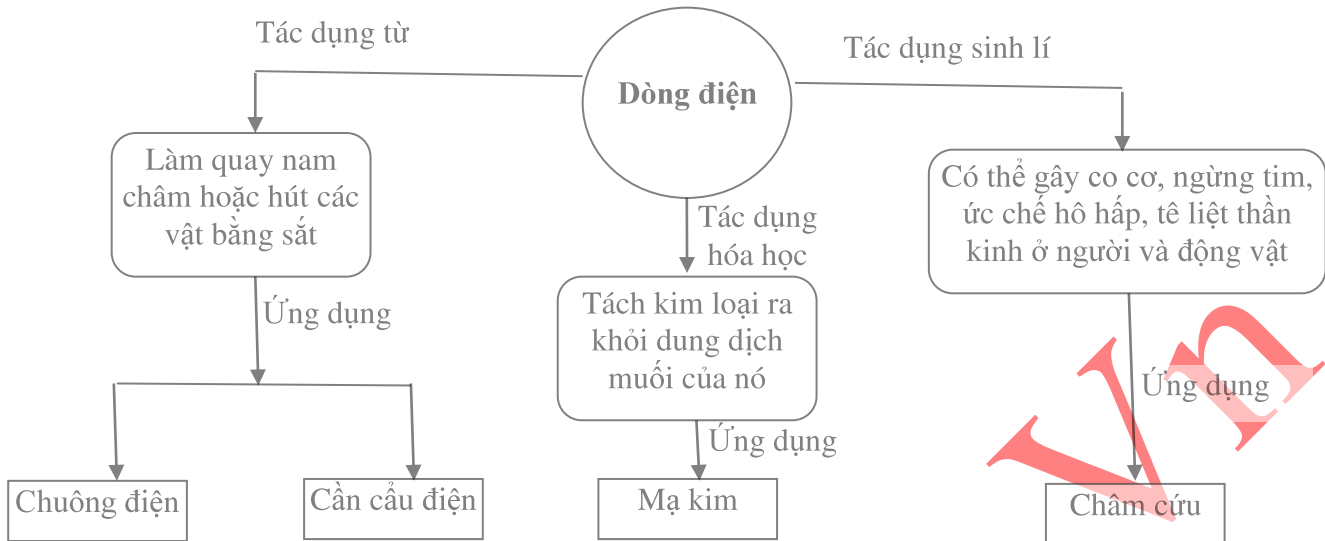 Tác dụng từ
Dòng điện
Tác dụng sinh lí
Làm quay nam
châm hoặc hút các
vật bằng sắt
Tác dụng
hóa học
Có thể gây co cơ, ngừng tim,
ức chế hô hấp, tê liệt thần
kinh ở người và động vật
Ứng dụng
Tách kim loại ra
khỏi dung dịch
muối của nó
Ứng dụng
Ứng dụng
Chuông điện
Cần cẩu điện
Mạ kim
Châm cứu
Vn